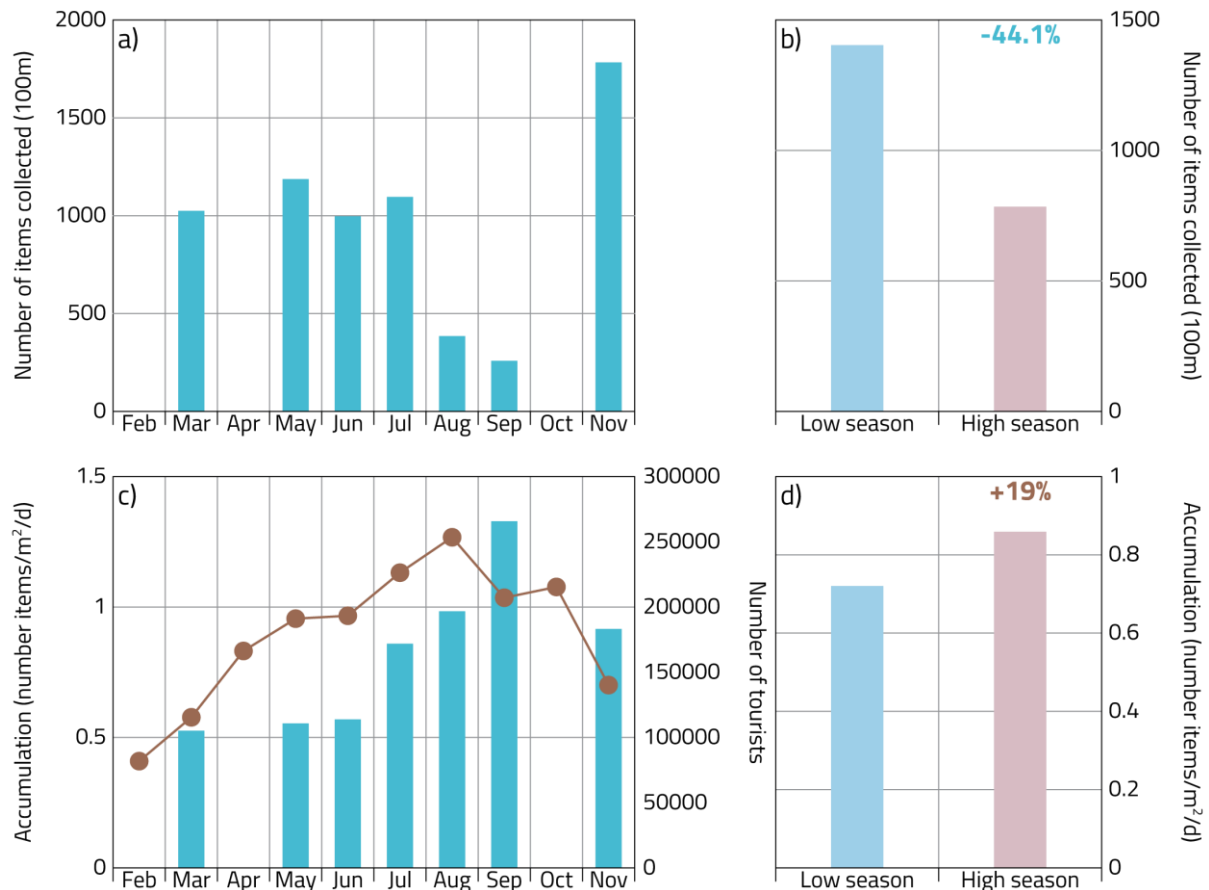 a)
Number of items collected (100m)
2000
1500
1000
500
0
Feb Mar Apr May Jun Jul Aug Sep Oct Nov
b)
-44.1%
1500
1000
500
0
Number of items collected (100m)
Low season High season
c)
Accumulation (number items/m²/d)
1.5
1
0.5
0
300000
250000
200000
150000
100000
50000
0
Number of tourists
Feb Mar Apr May Jun Jul Aug Sep Oct Nov
d)
+19%
1
0.8
0.6
0.4
0.2
0
Accumulation (number items/m²/d)
Low season High season